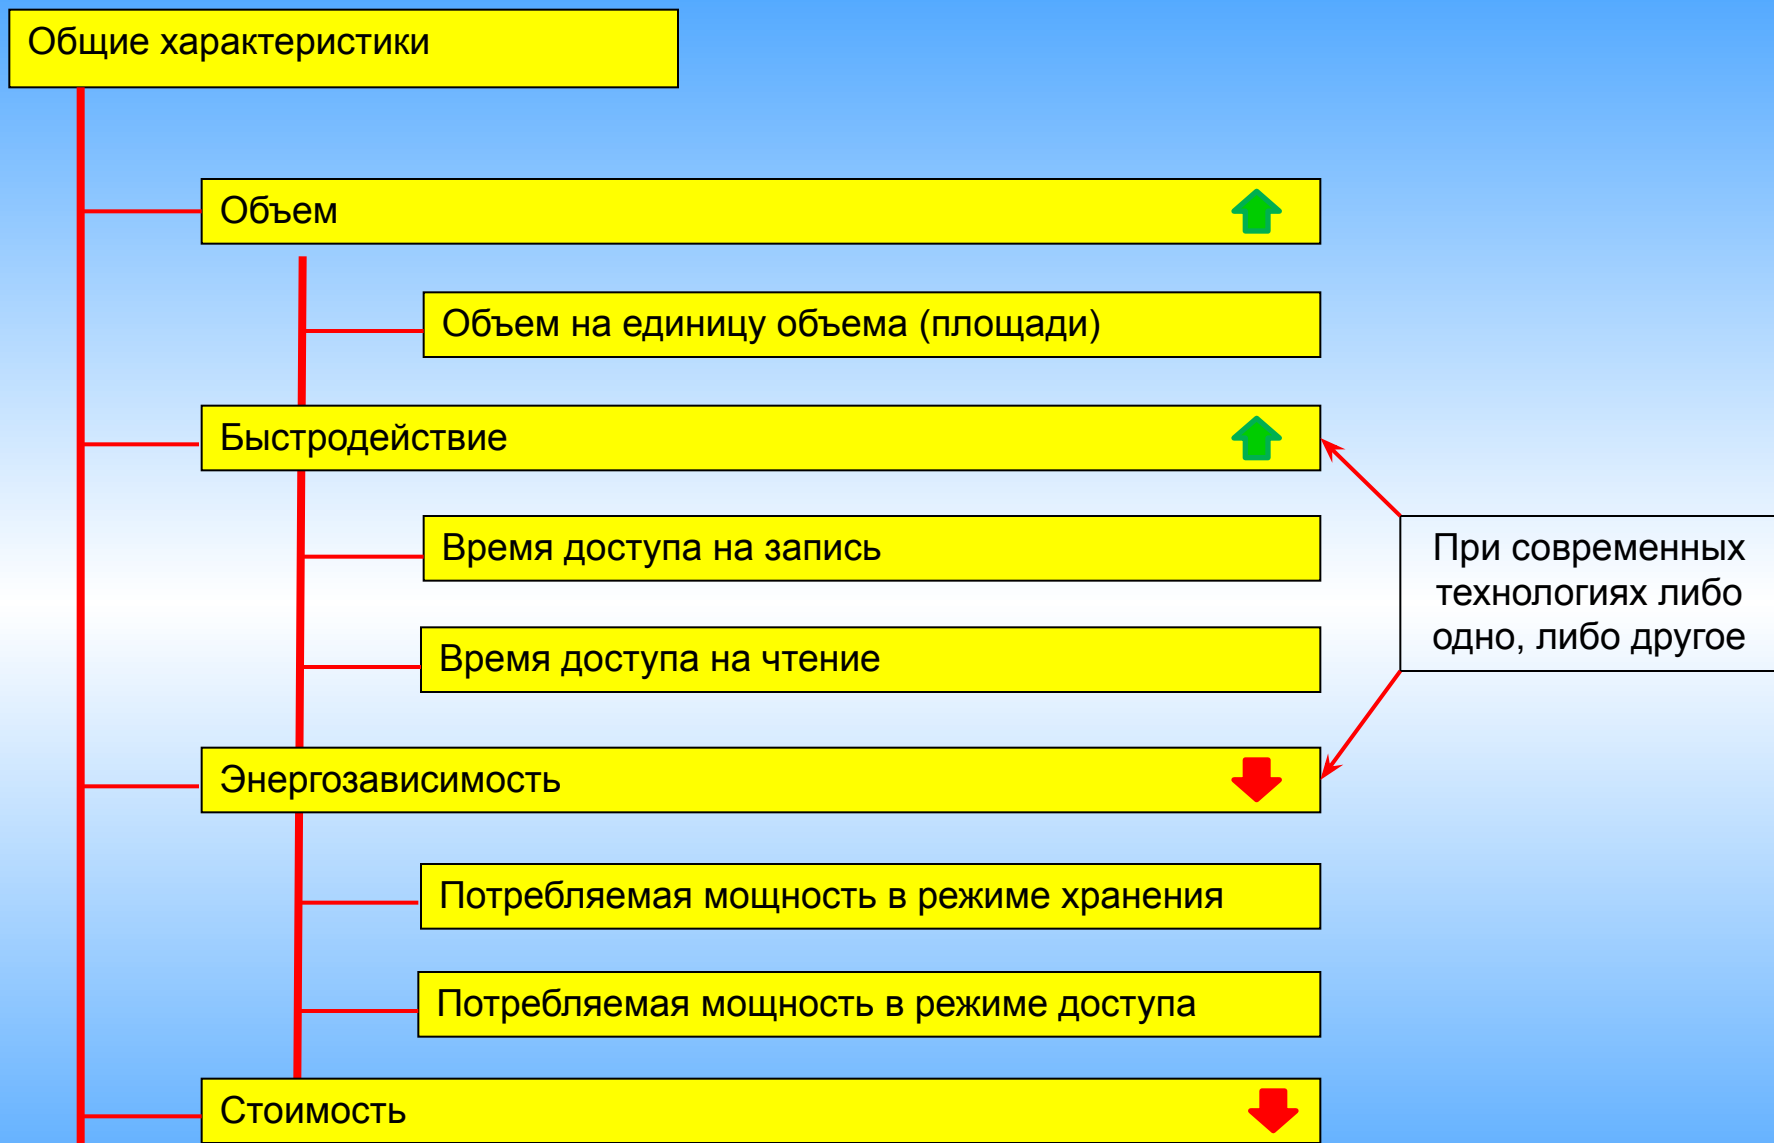 Общие характеристики
Объем
Объем на единицу объема (площади)
Быстродействие
Время доступа на запись
При современных
технологиях либо
одно, либо другое
Время доступа на чтение
Энергозависимость
Потребляемая мощность в режиме хранения
Потребляемая мощность в режиме доступа
Стоимость